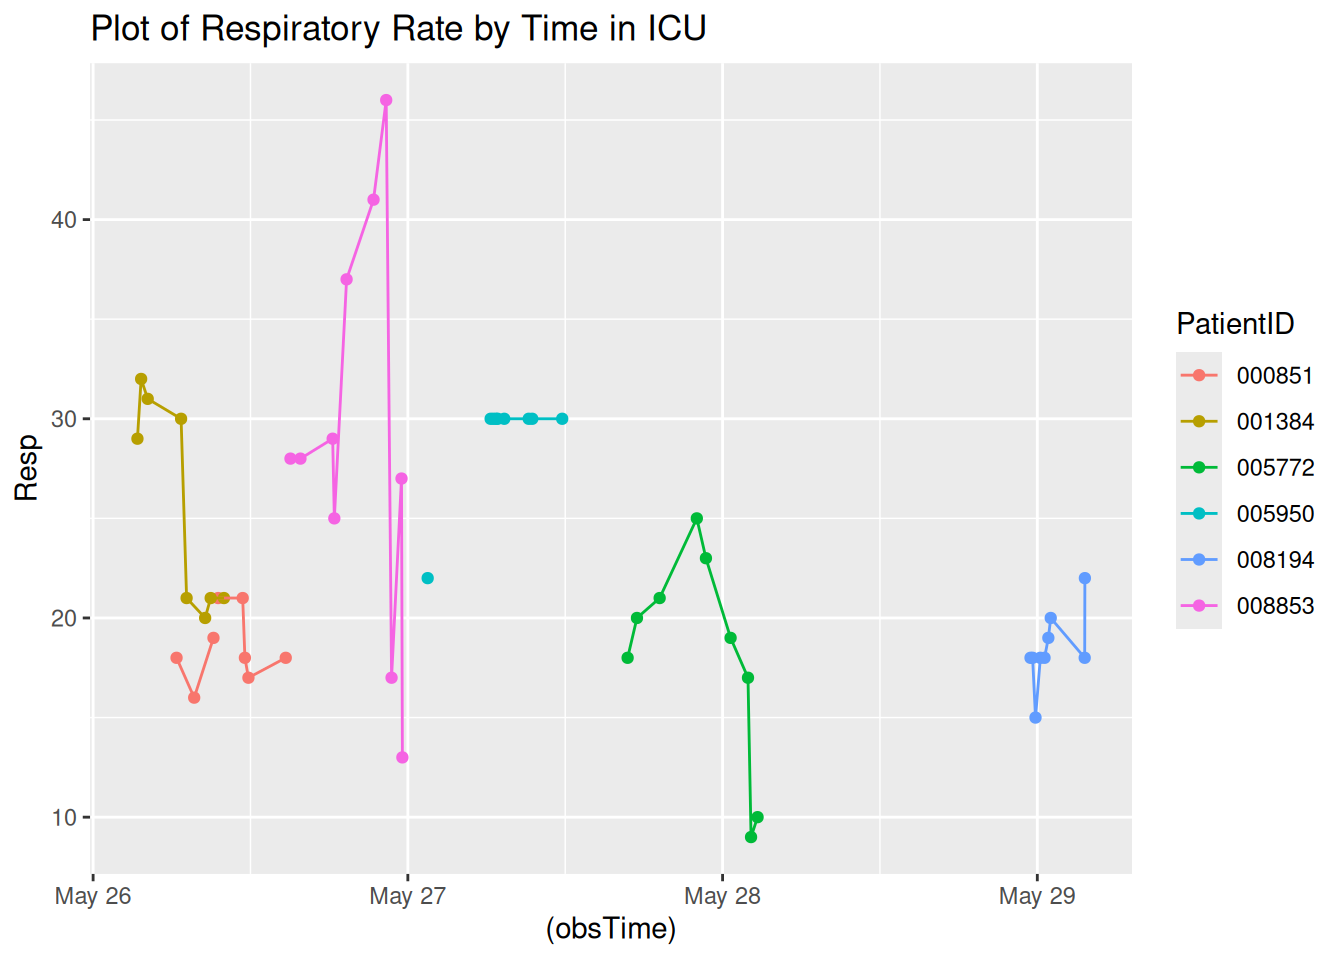 Plot of Respiratory Rate by Time in ICU
Resp
40
30
20
10
May 26
May 27
May 28
May 29
(obsTime)
PatientID
000851
001384
005772
005950
008194
008853